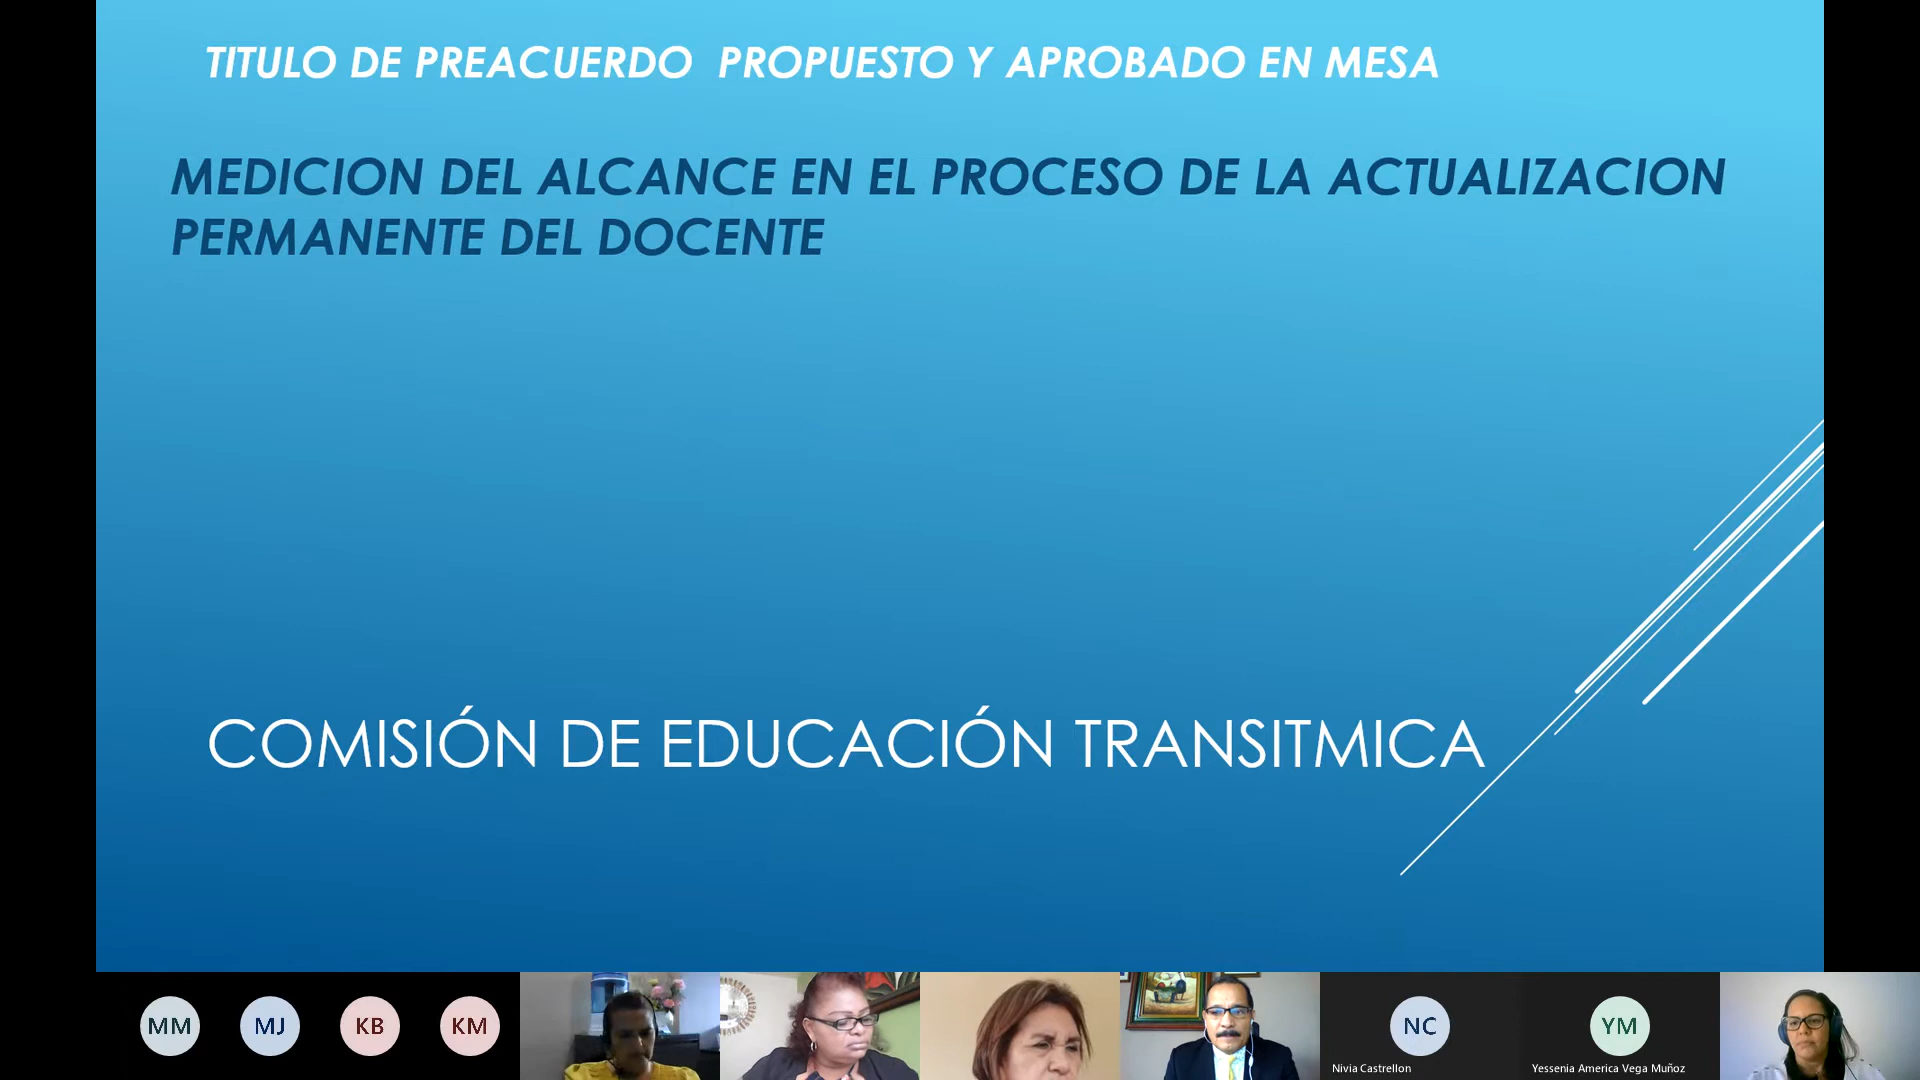 TITULO DE PREACUERDO PROPUESTO Y APROBADO EN MESA
MEDICION DEL ALCANCE EN EL PROCESO DE LA ACTUALIZACION
PERMANENTE DEL DOCENTE
COMISIÓN DE EDUCACIÓN TRANSITMICA
MM
MJ
KB
KM
NC
YM
Nivia Castrellon
Yessenia America Vega Muñoz